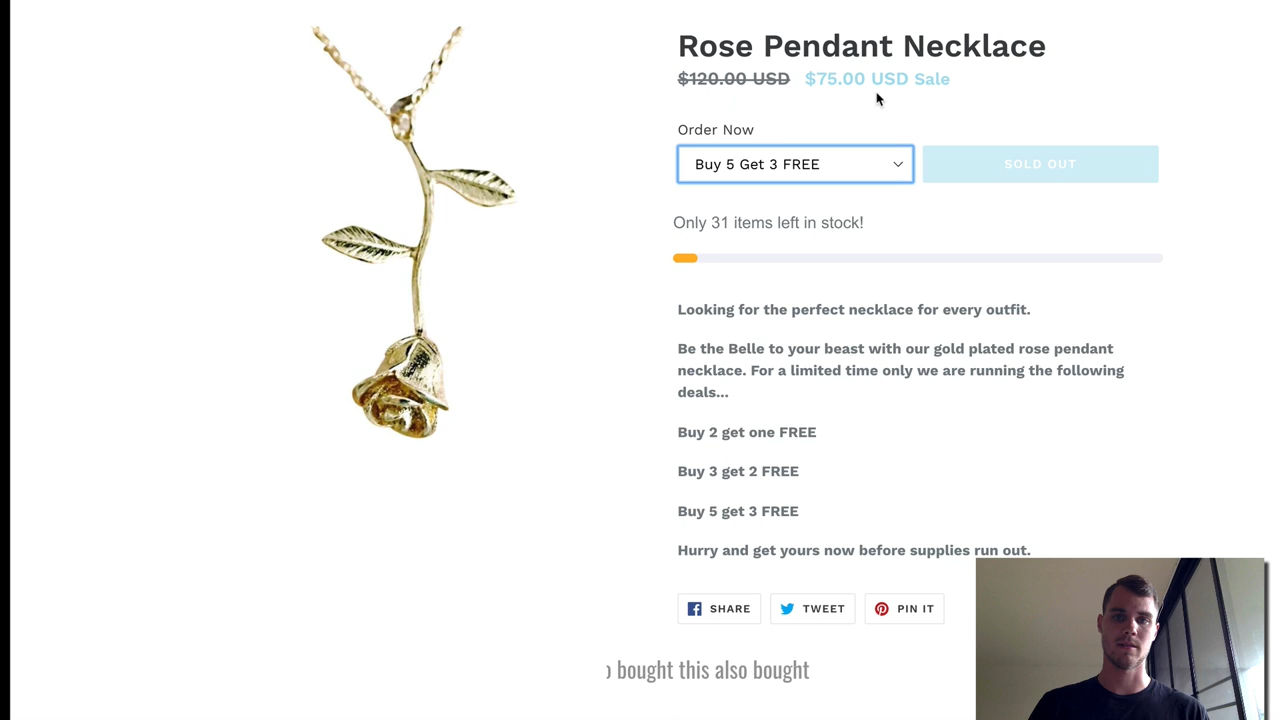 Rose Pendant Necklace
$120.00 USD $75.00 USD Sale
Order Now
Buy 5 Get 3 FREE
SOLD OUT
Only 31 items left in stock!
Looking for the perfect necklace for every outfit.
Be the Belle to your beast with our gold plated rose pendant
necklace. For a limited time only we are running the following
deals...
Buy 2 get one FREE
Buy 3 get 2 FREE
Buy 5 get 3 FREE
Hurry and get yours now before supplies run out.
SHARE TWEET PIN IT
bought this also bought